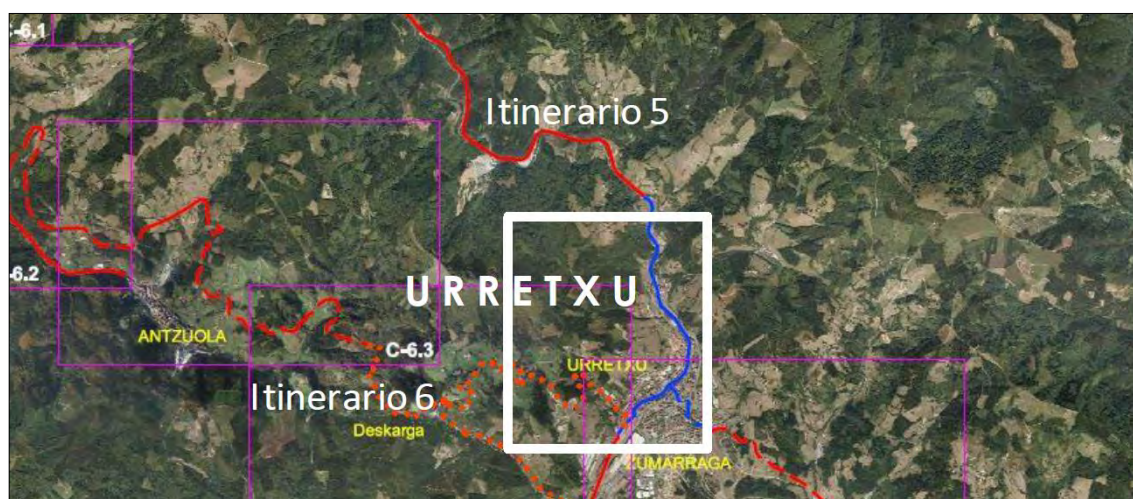 -6.1
Itinerario 5
-6.2
URRETXU
ANTZUOLA
C-6.3
URRETXU
Itinerario 6
Deskarga
ZUMARRAGA